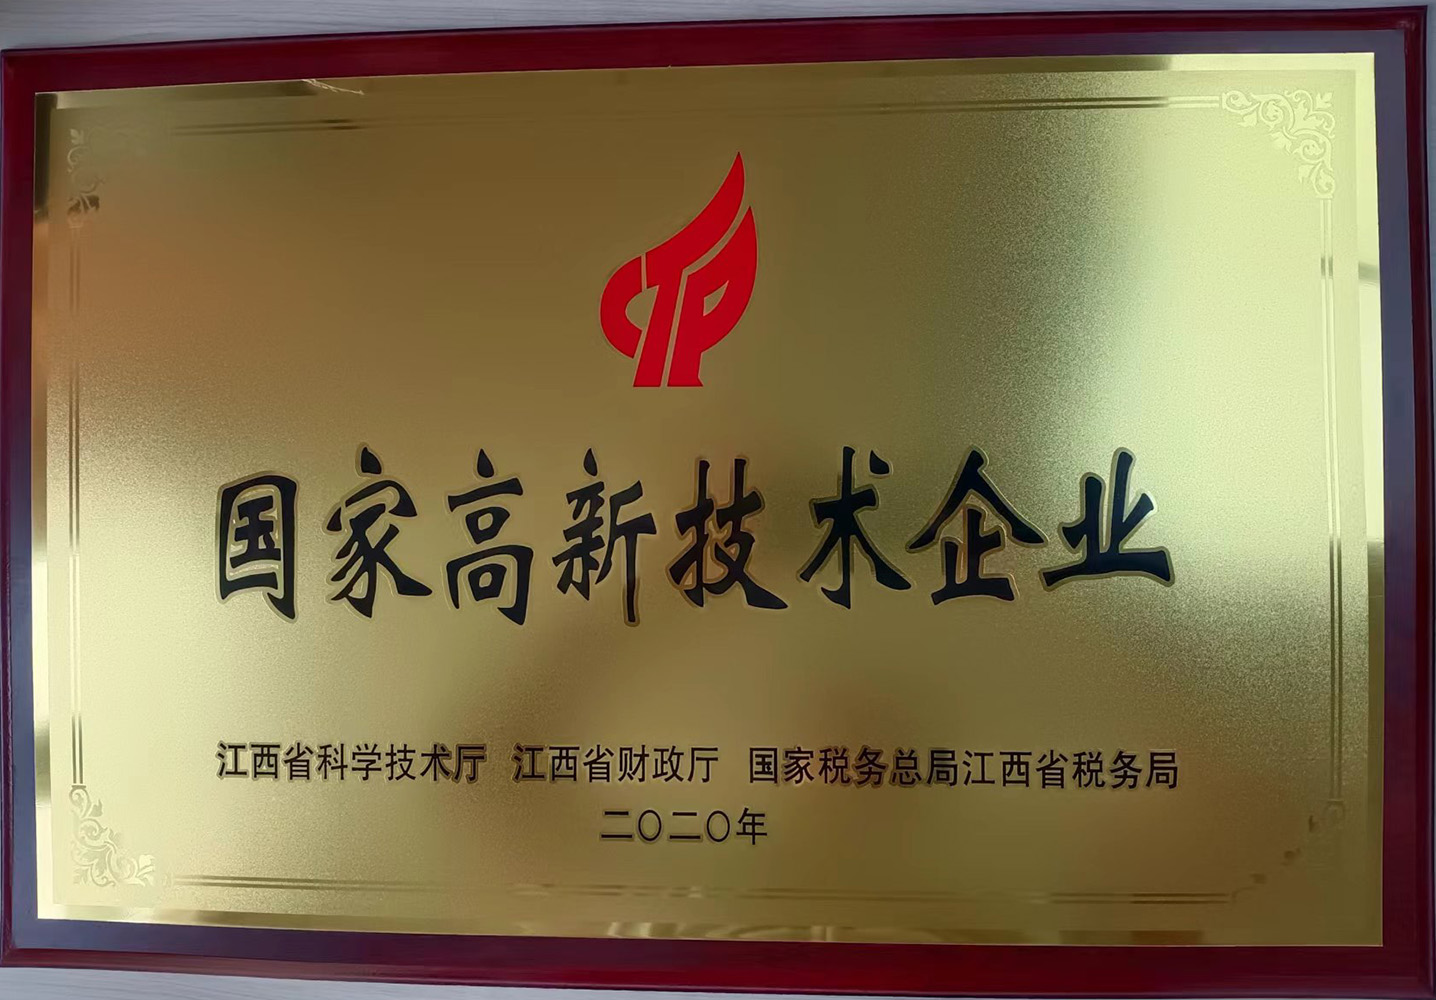 CTP
国家高新技术企业
江西省科学技术厅 江西省财政厅 国家税务总局江西省税务局
二〇二〇年